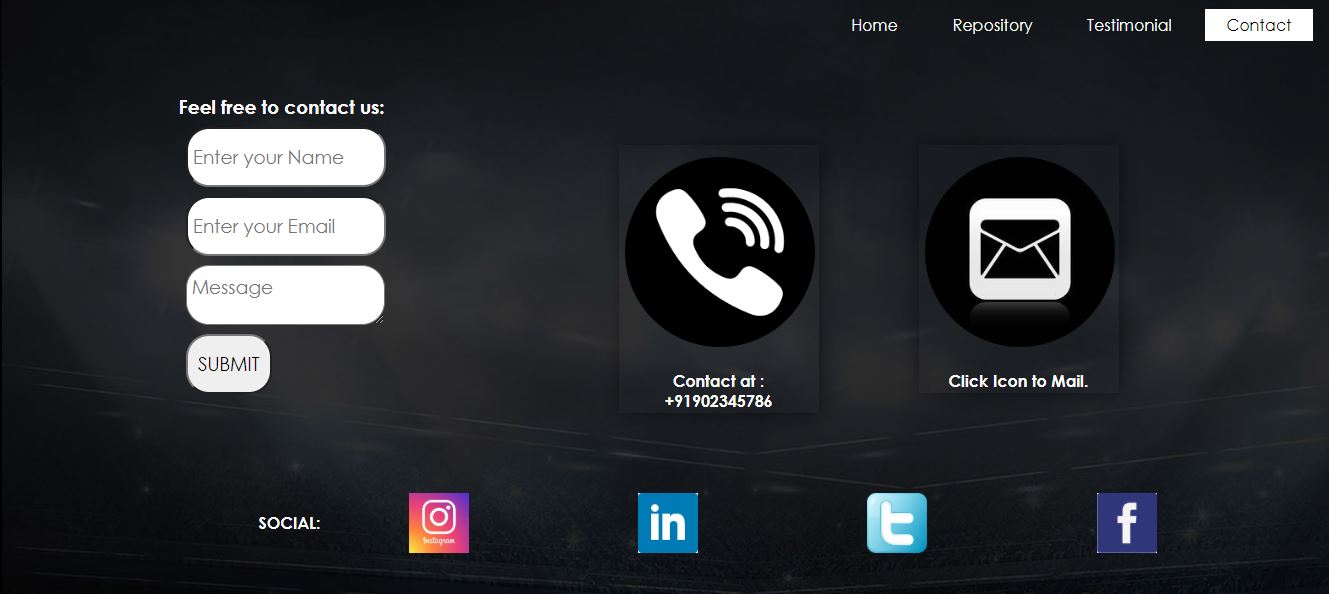 Home
Repository
Testimonial
Contact
Feel free to contact us:
Enter your Name
Enter your Email
Message
SUBMIT
Contact at :
+91902345786
Click Icon to Mail.
SOCIAL:
Instagram
in
t
f